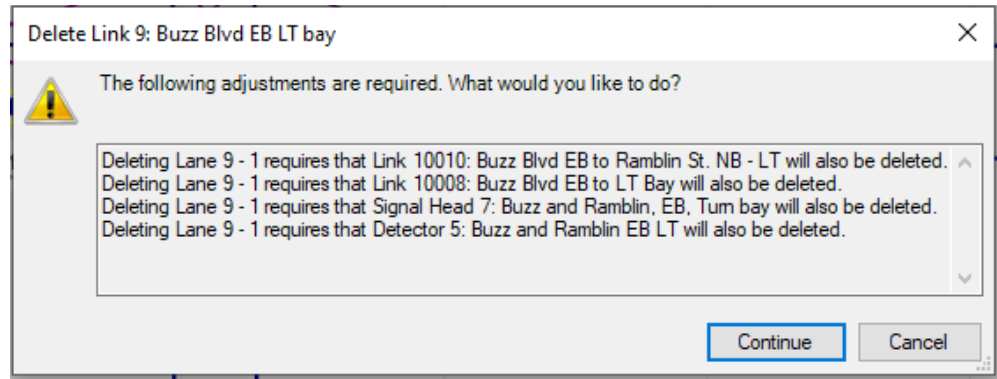 Delete Link 9: Buzz Blvd EB LT bay
The following adjustments are required. What would you like to do?
Deleting Lane 9 - 1 requires that Link 10010: Buzz Blvd EB to Ramblin St. NB - LT will also be deleted.
Deleting Lane 9 - 1 requires that Link 10008: Buzz Blvd EB to LT Bay will also be deleted.
Deleting Lane 9 - 1 requires that Signal Head 7: Buzz and Ramblin, EB, Turn bay will also be deleted.
Deleting Lane 9 - 1 requires that Detector 5: Buzz and Ramblin EB LT will also be deleted.
Continue Cancel